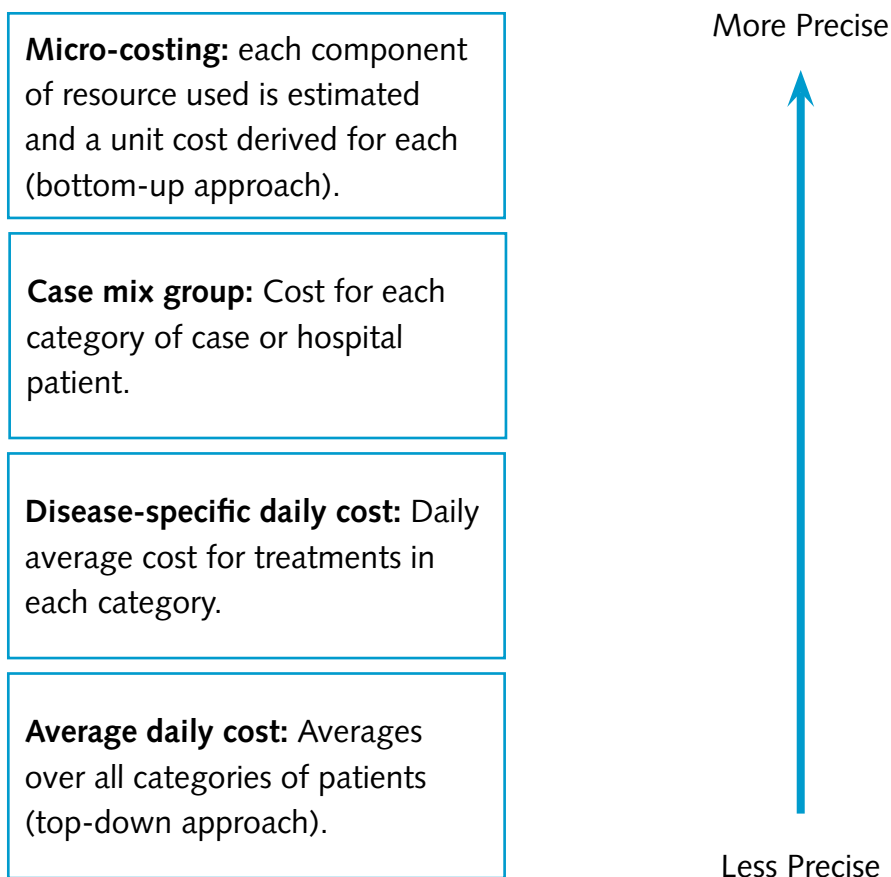 More Precise
Micro-costing: each component
of resource used is estimated
and a unit cost derived for each
(bottom-up approach).
Case mix group: Cost for each
category of case or hospital
patient.
Disease-specific daily cost: Daily
average cost for treatments in
each category.
Average daily cost: Averages
over all categories of patients
(top-down approach).
Less Precise